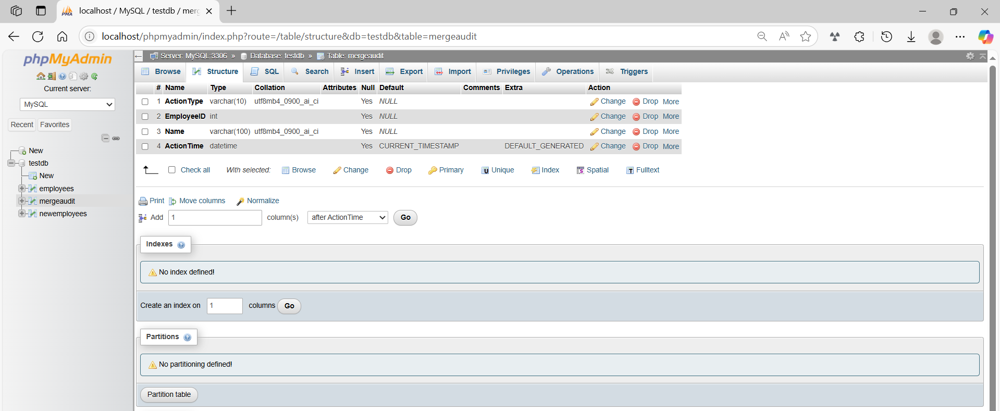 localhost / MySQL / testdb / merg
localhost/phpmyadmin/index.php?route=/table/structure&db=testdb&table=mergeaudit
phpMyAdmin
Current server:
MySQL
Recent Favorites
New
testdb
New
employees
mergeaudit
newemployees
Server: MySQL:3306 » Database: testdb » Table: mergeaudit
Browse Structure SQL Search Insert Export Import Privileges Operations Triggers
# Name Type Collation Attributes Null Default Comments Extra Action
1 ActionType varchar(10) utf8mb4_0900_ai_ci Yes NULL Change Drop More
2 EmployeeID int Yes NULL Change Drop More
3 Name varchar(100) utf8mb4_0900_ai_ci Yes NULL Change Drop More
4 ActionTime datetime Yes CURRENT_TIMESTAMP DEFAULT_GENERATED Change Drop More
Check all With selected: Browse Change Drop Primary Unique Index Spatial Fulltext
Print Move columns Normalize
Add 1 column(s) after ActionTime Go
Indexes
No index defined!
Create an index on 1 columns Go
Partitions
No partitioning defined!
Partition table